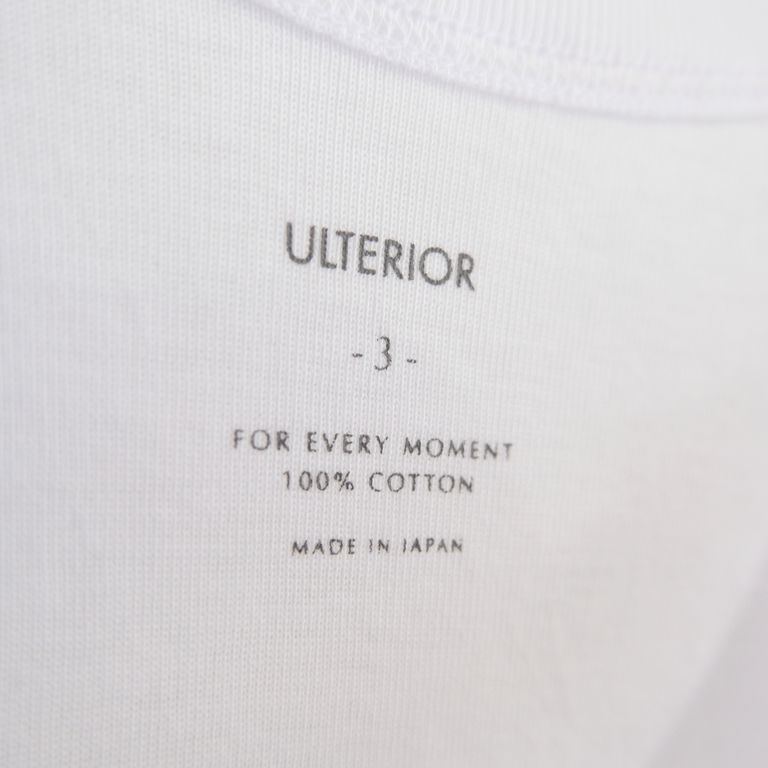 ULTERIOR
- 3 -
FOR EVERY MOMENT
100% COTTON
MADE IN JAPAN